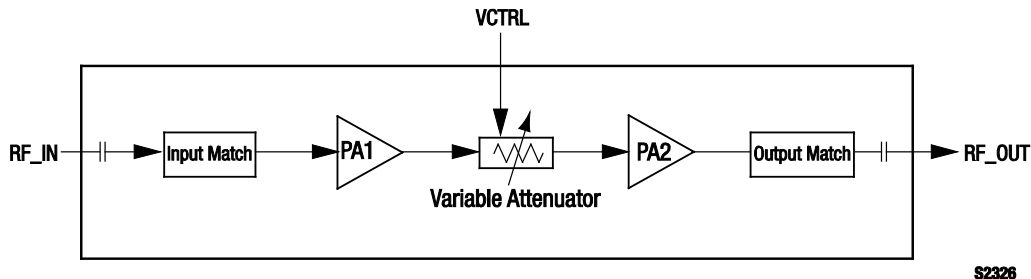 VCTRL
RF_IN
Input Match
PA1
PA2
Output Match
RF_OUT
Variable Attenuator
S2326